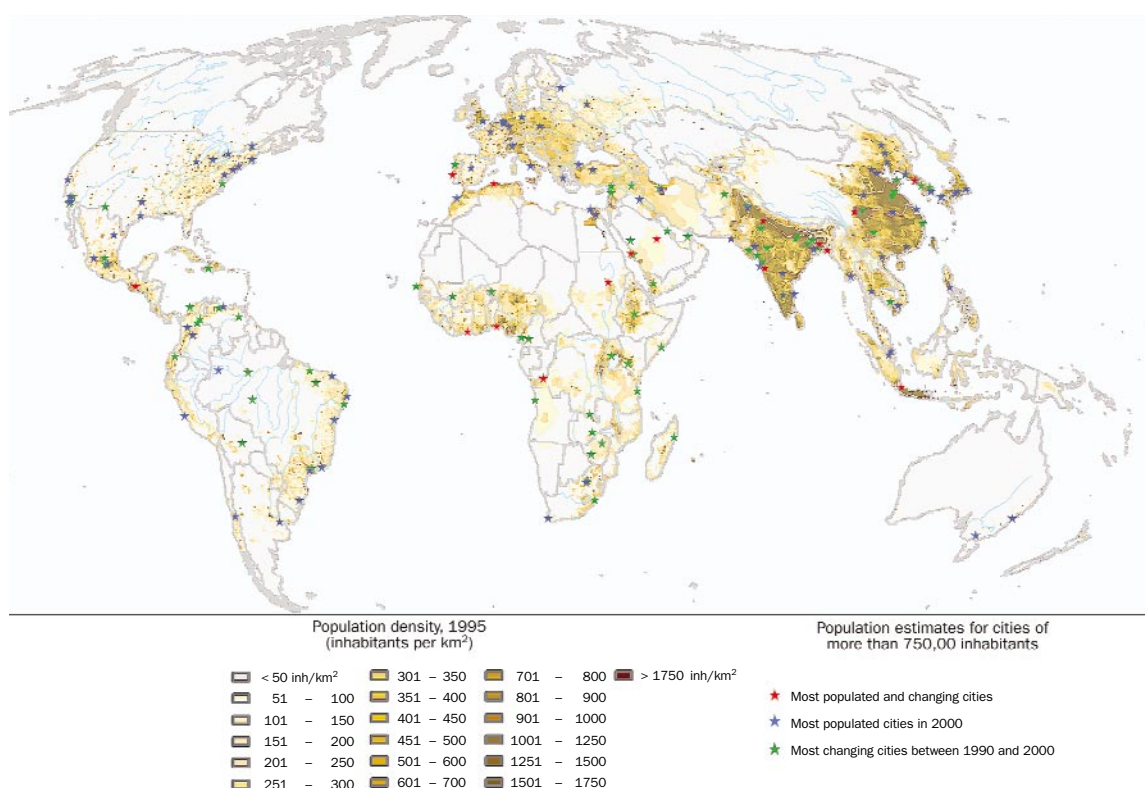 Population density, 1995
(inhabitants per km²)
< 50 inh/km²
51 – 100
101 – 150
151 – 200
201 – 250
251 – 300
301 – 350
351 – 400
401 – 450
451 – 500
501 – 600
601 – 700
701 – 800
801 – 900
901 – 1000
1001 – 1250
1251 – 1500
1501 – 1750
> 1750 inh/km²
Population estimates for cities of
more than 750,00 inhabitants
Most populated and changing cities
Most populated cities in 2000
Most changing cities between 1990 and 2000